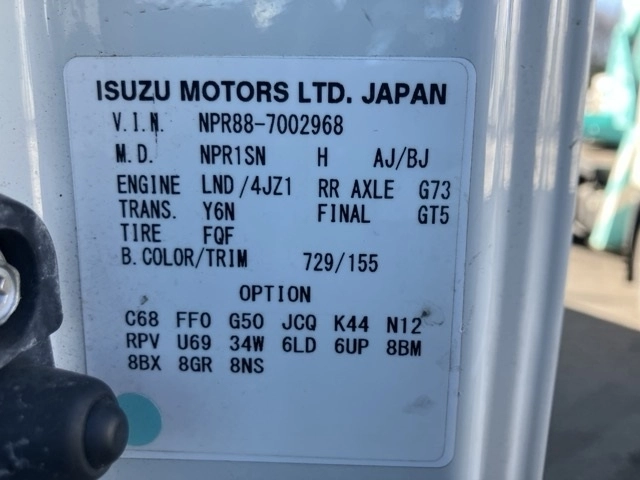 ISUZU MOTORS LTD. JAPAN
V.I.N. NPR88-7002968
M.D. NPR1SN H AJ/BJ
ENGINE LND/4JZ1 RR AXLE G73
TRANS. Y6N FINAL GT5
TIRE FQF
B.COLOR/TRIM 729/155
OPTION
C68 FF0 G50 JCQ K44 N12
RPV U69 34W 6LD 6UP 8BM
8BX 8GR 8NS